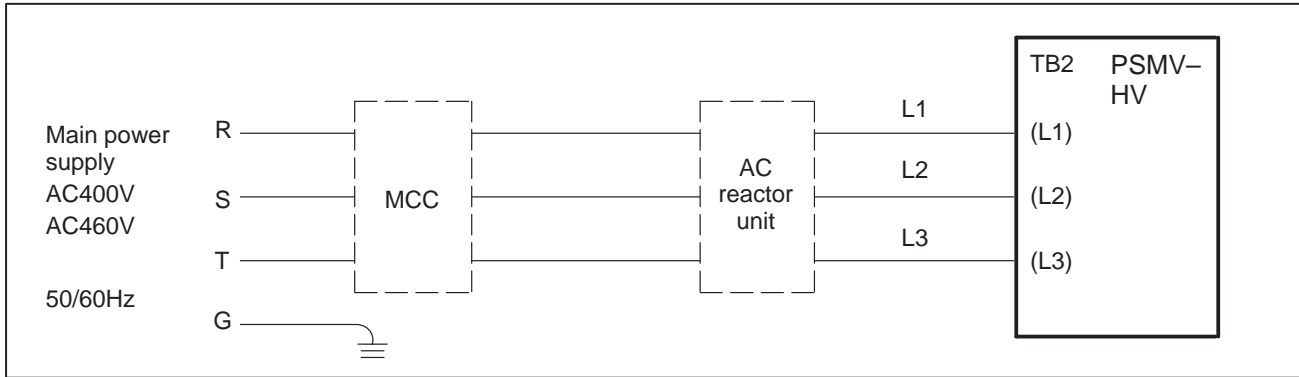 Main power
supply
AC400V
AC460V
50/60Hz
R
S
T
G
MCC
AC
reactor
unit
L1
L2
L3
TB2
PSMV–
HV
(L1)
(L2)
(L3)